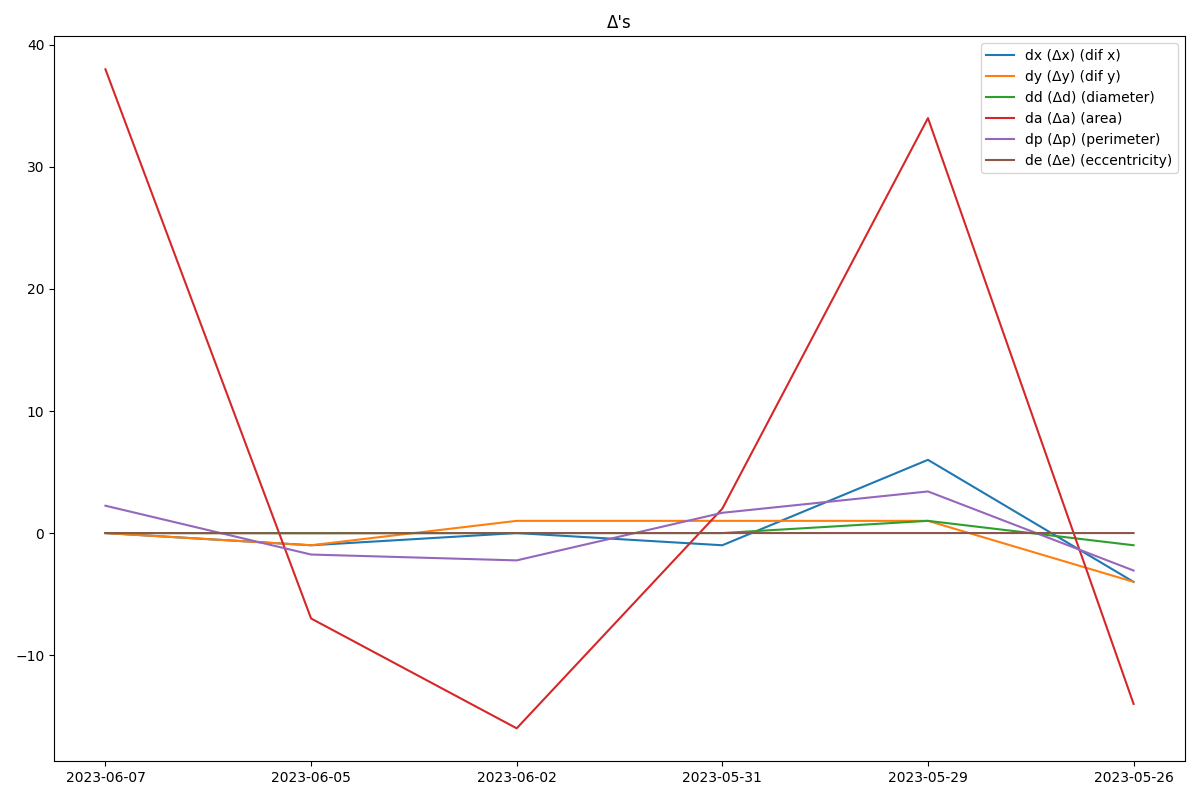 Δ's
40
30
20
10
0
−10
dx (Δx) (dif x)
dy (Δy) (dif y)
dd (Δd) (diameter)
da (Δa) (area)
dp (Δp) (perimeter)
de (Δe) (eccentricity)
2023-06-07 2023-06-05 2023-06-02 2023-05-31 2023-05-29 2023-05-26